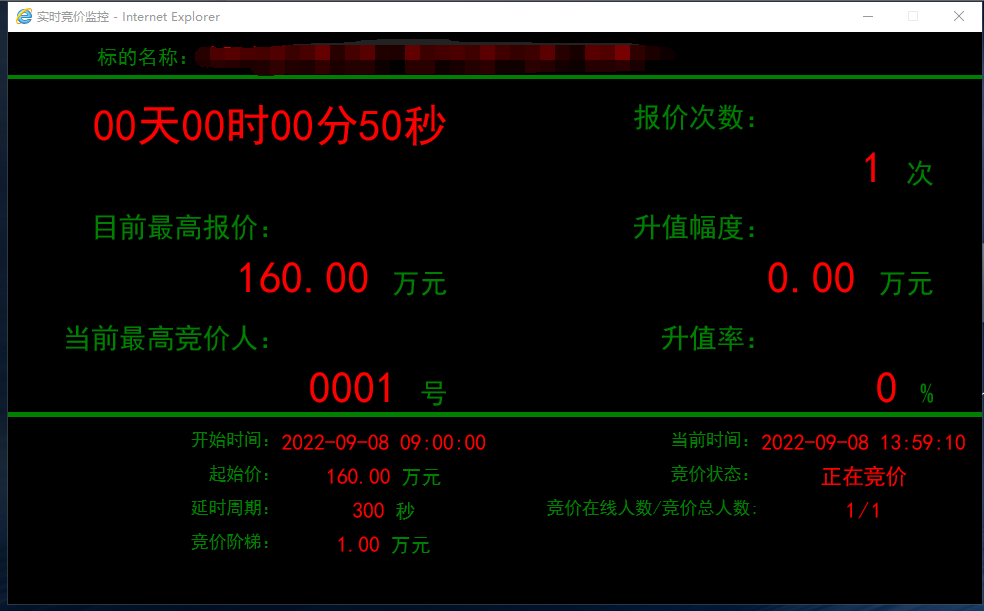 实时竞价监控 - Internet Explorer
标的名称：
00天00时00分50秒
报价次数：
1 次
目前最高报价：
升值幅度：
160.00 万元
0.00 万元
当前最高竞价人：
升值率：
0001 号
0 %
开始时间： 2022-09-08 09:00:00
当前时间： 2022-09-08 13:59:10
起始价： 160.00 万元
竞价状态： 正在竞价
延时周期： 300 秒
竞价在线人数/竞价总人数: 1/1
竞价阶梯： 1.00 万元